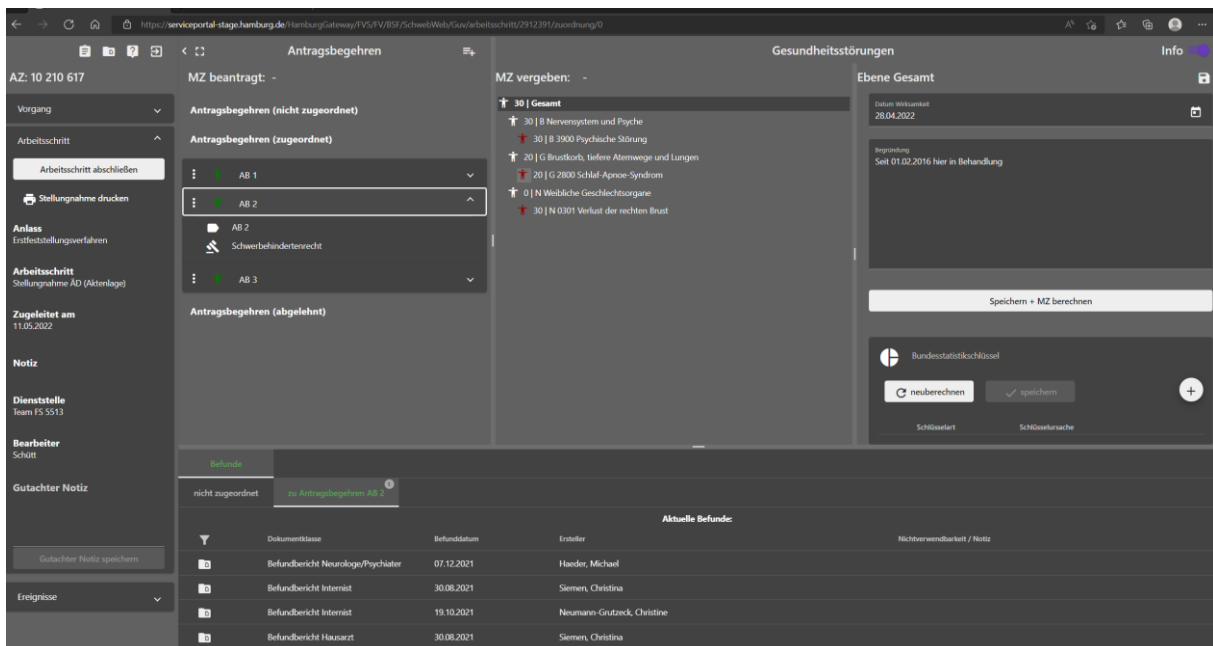 https://serviceportal-stage.hamburg.de/HamburgGateway/FVS/FV/BSF/SchwebWeb/Guv/arbeitsschritt/2912391/zuordnung/0
Antragsbegehren
Gesundheitsstörungen
Info
AZ: 10 210 617
MZ beantragt: -
MZ vergeben: -
Ebene Gesamt
Vorgang
Arbeitsschritt
Arbeitsschritt abschließen
Stellungnahme drucken
Anlass
Erstfeststellungsverfahren
Arbeitsschritt
Stellungnahme ÄD (Aktenlage)
Zugeleitet am
11.05.2022
Notiz
Dienststelle
Team FS 5513
Bearbeiter
Schütt
Gutachter Notiz
Gutachter Notiz speichern
Ereignisse
Antragsbegehren (nicht zugeordnet)
Antragsbegehren (zugeordnet)
AB 1
AB 2
AB 2
Schwerbehindertenrecht
AB 3
Antragsbegehren (abgelehnt)
30 | Gesamt
30 | B Nervensystem und Psyche
30 | B 3900 Psychische Störung
20 | G Brustkorb, tiefere Atemwege und Lungen
20 | G 2800 Schlaf-Apnoe-Syndrom
0 | N Weibliche Geschlechtsorgane
30 | N 0301 Verlust der rechten Brust
Datum Wirksamkeit
28.04.2022
Begründung
Seit 01.02.2016 hier in Behandlung
Speichern + MZ berechnen
Bundesstatistikschlüssel
neuberechnen
speichern
Schlüsselart Schlüsselursache
Befunde
nicht zugeordnet
zu Antragsbegehren AB 2
Aktuelle Befunde:
Dokumentklasse Befunddatum Ersteller Nichtverwendbarkeit / Notiz
Befundbericht Neurologe/Psychiater 07.12.2021 Haeder, Michael
Befundbericht Internist 30.08.2021 Siemen, Christina
Befundbericht Internist 19.10.2021 Neumann-Grutzeck, Christine
Befundbericht Hausarzt 30.08.2021 Siemen, Christina